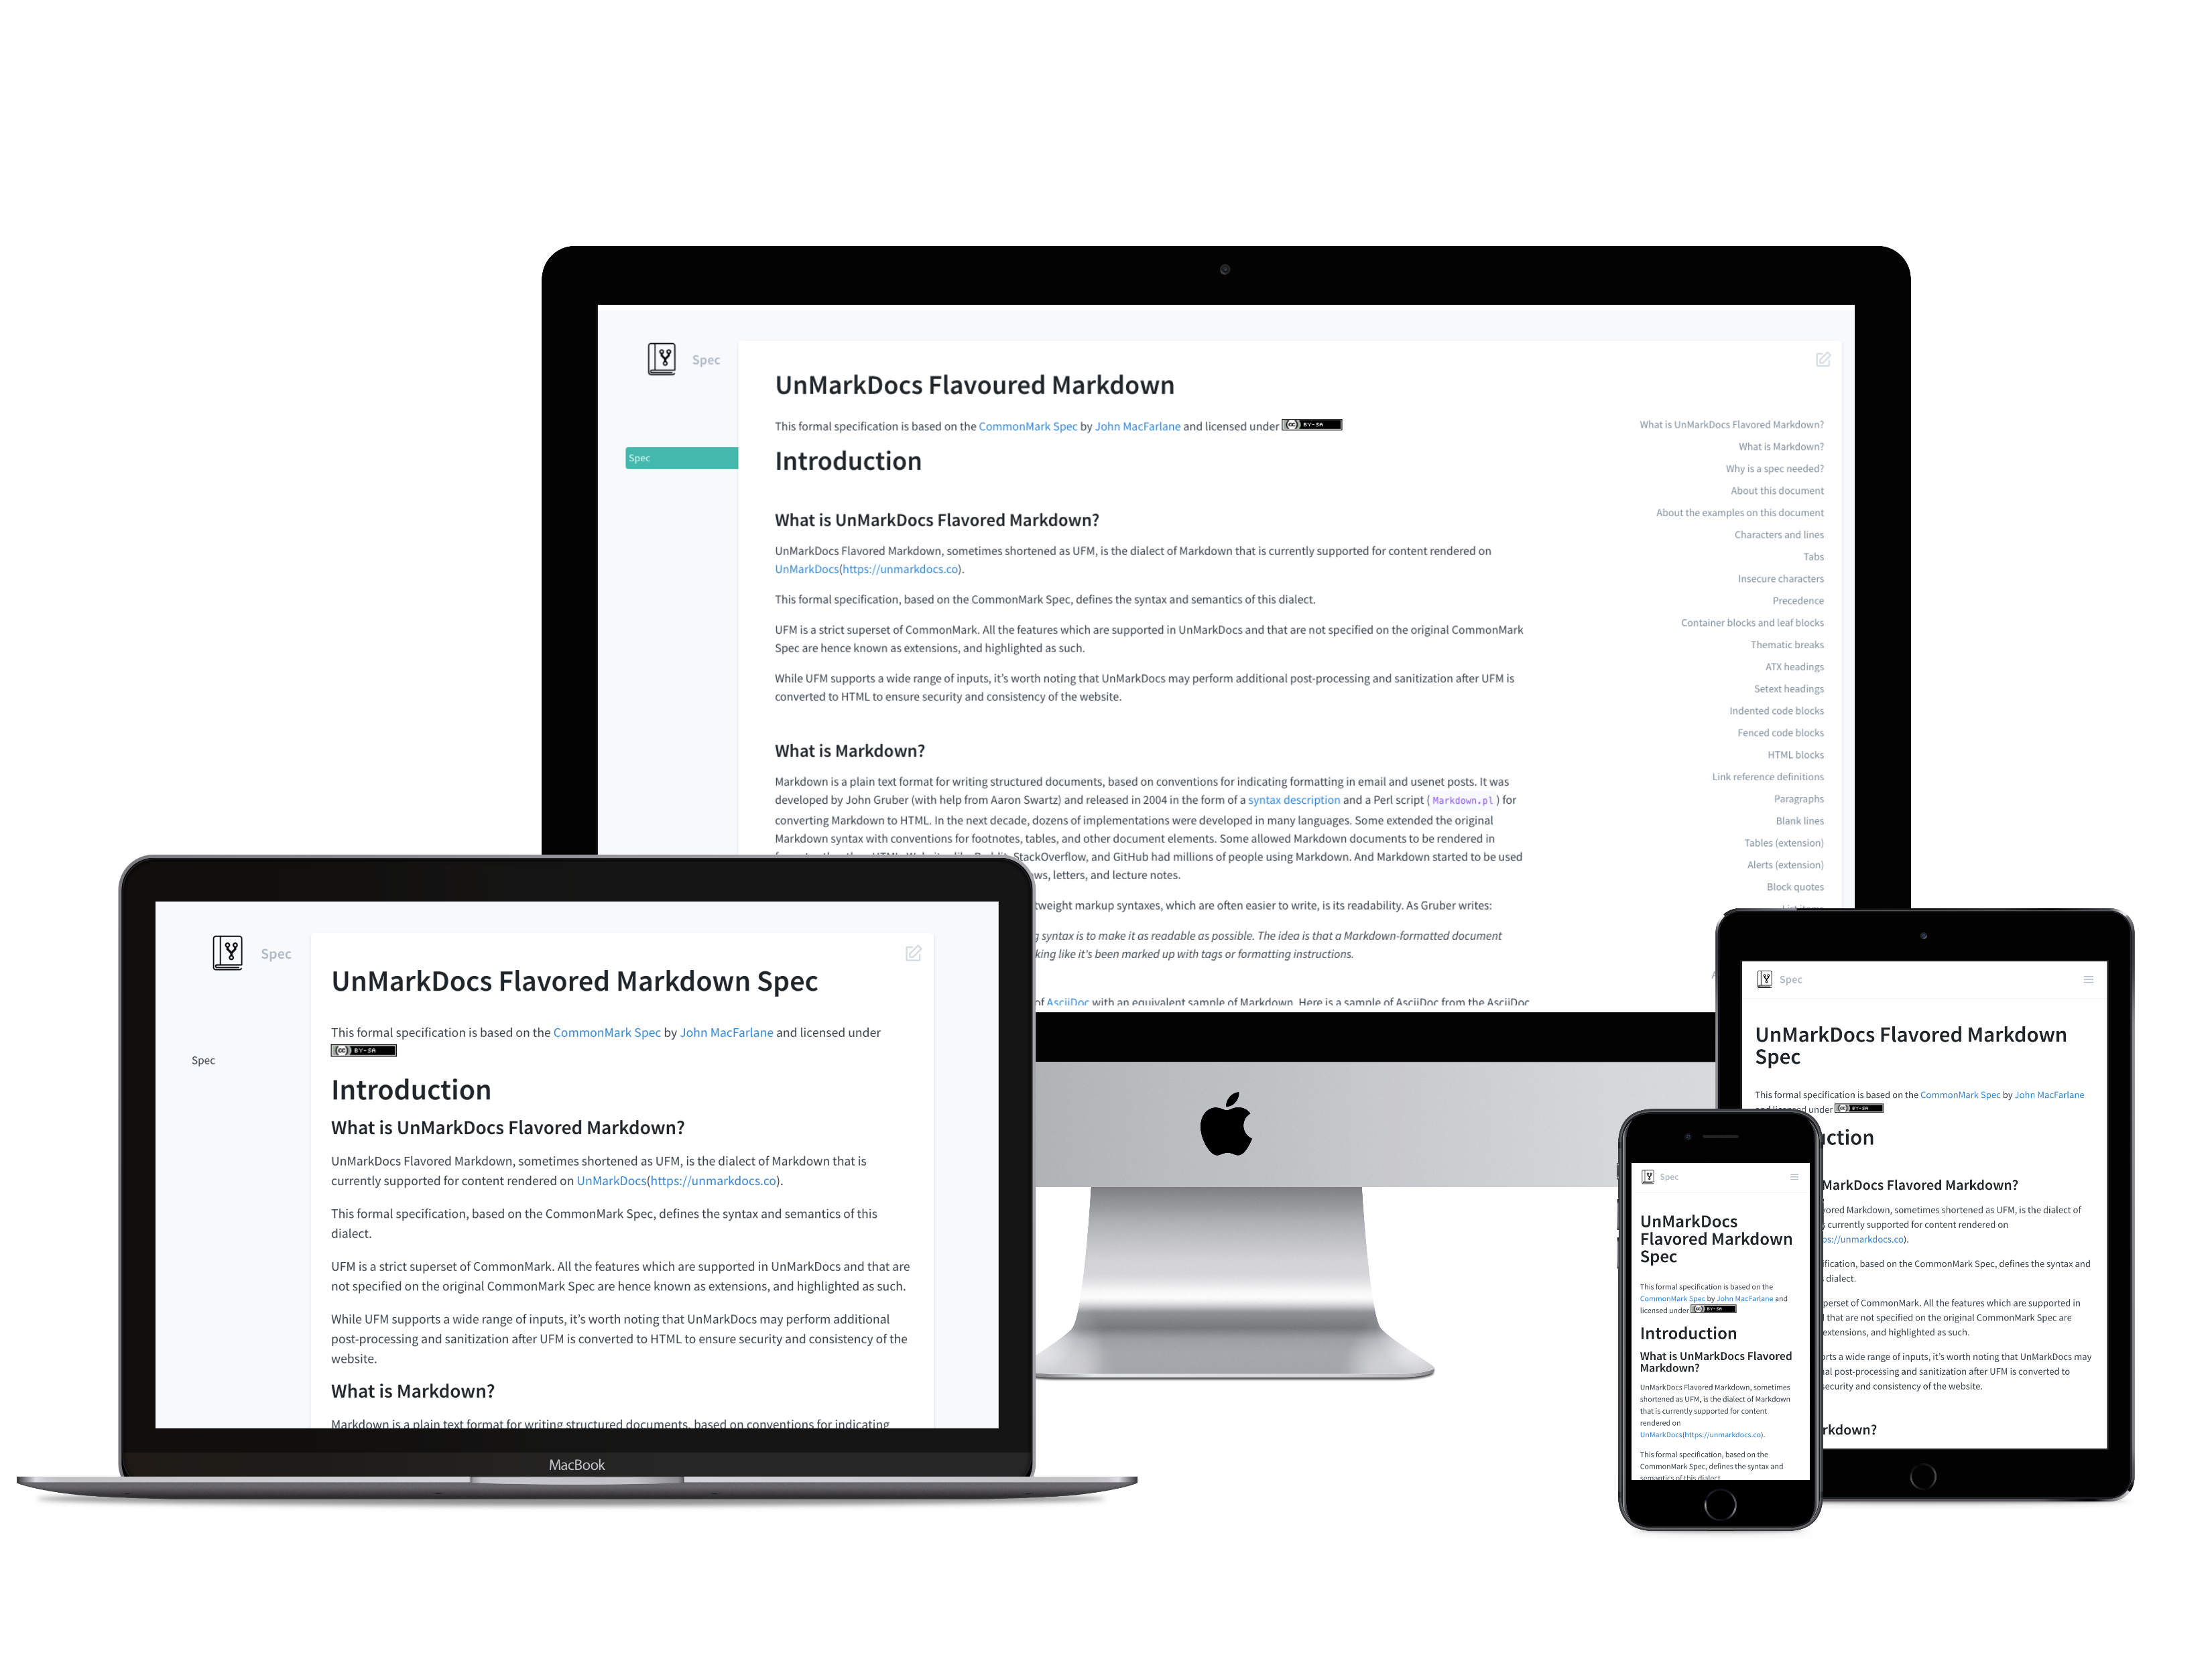 Spec
UnMarkDocs Flavoured Markdown
This formal specification is based on the CommonMark Spec by John MacFarlane and licensed under BY-SA
Spec
Introduction
What is UnMarkDocs Flavored Markdown?
UnMarkDocs Flavored Markdown, sometimes shortened as UFM, is the dialect of Markdown that is currently supported for content rendered on
UnMarkDocs(https://unmarkdocs.co).
This formal specification, based on the CommonMark Spec, defines the syntax and semantics of this dialect.
UFM is a strict superset of CommonMark. All the features which are supported in UnMarkDocs and that are not specified on the original CommonMark
Spec are hence known as extensions, and highlighted as such.
While UFM supports a wide range of inputs, it's worth noting that UnMarkDocs may perform additional post-processing and sanitization after UFM is
converted to HTML to ensure security and consistency of the website.
What is Markdown?
Markdown is a plain text format for writing structured documents, based on conventions for indicating formatting in email and usenet posts. It was
developed by John Gruber (with help from Aaron Swartz) and released in 2004 in the form of a syntax description and a Perl script ( Markdown.pl ) for
converting Markdown to HTML. In the next decade, dozens of implementations were developed in many languages. Some extended the original
Markdown syntax with conventions for footnotes, tables, and other document elements. Some allowed Markdown documents to be rendered in
StackOverflow, and GitHub had millions of people using Markdown. And Markdown started to be used
ws, letters, and lecture notes.
tweight markup syntaxes, which are often easier to write, is its readability. As Gruber writes:
g syntax is to make it as readable as possible. The idea is that a Markdown-formatted document
king like it's been marked up with tags or formatting instructions.
of AsciiDoc with an equivalent sample of Markdown. Here is a sample of AsciiDoc from the AsciiDoc
What is UnMarkDocs Flavored Markdown?
What is Markdown?
Why is a spec needed?
About this document
About the examples on this document
Characters and lines
Tabs
Insecure characters
Precedence
Container blocks and leaf blocks
Thematic breaks
ATX headings
Setext headings
Indented code blocks
Fenced code blocks
HTML blocks
Link reference definitions
Paragraphs
Blank lines
Tables (extension)
Alerts (extension)
Block quotes
Spec
UnMarkDocs Flavored Markdown Spec
This formal specification is based on the CommonMark Spec by John MacFarlane and licensed under
BY-SA
Spec
Introduction
What is UnMarkDocs Flavored Markdown?
UnMarkDocs Flavored Markdown, sometimes shortened as UFM, is the dialect of Markdown that is
currently supported for content rendered on UnMarkDocs(https://unmarkdocs.co).
This formal specification, based on the CommonMark Spec, defines the syntax and semantics of this
dialect.
UFM is a strict superset of CommonMark. All the features which are supported in UnMarkDocs and that are
not specified on the original CommonMark Spec are hence known as extensions, and highlighted as such.
While UFM supports a wide range of inputs, it's worth noting that UnMarkDocs may perform additional
post-processing and sanitization after UFM is converted to HTML to ensure security and consistency of the
website.
What is Markdown?
Markdown is a plain text format for writing structured documents, based on conventions for indicating
MacBook
Spec
UnMarkDocs Flavored Markdown
Spec
This formal specification is based on the CommonMark Spec by John MacFarlane
under BY-SA
uction
MarkDocs Flavored Markdown?
vored Markdown, sometimes shortened as UFM, is the dialect of
currently supported for content rendered on
ps://unmarkdocs.co).
ification, based on the CommonMark Spec, defines the syntax and
dialect.
perset of CommonMark. All the features which are supported in
that are not specified on the original CommonMark Spec are
extensions, and highlighted as such.
orts a wide range of inputs, it's worth noting that UnMarkDocs may
al post-processing and sanitization after UFM is converted to
security and consistency of the website.
rkdown?
Spec
UnMarkDocs
Flavored Markdown
Spec
This formal specification is based on the
CommonMark Spec by John MacFarlane and
licensed under BY-SA
Introduction
What is UnMarkDocs Flavored
Markdown?
UnMarkDocs Flavored Markdown, sometimes
shortened as UFM, is the dialect of Markdown
that is currently supported for content
rendered on
UnMarkDocs(https://unmarkdocs.co).
This formal specification, based on the
CommonMark Spec, defines the syntax and
semantics of this dialect